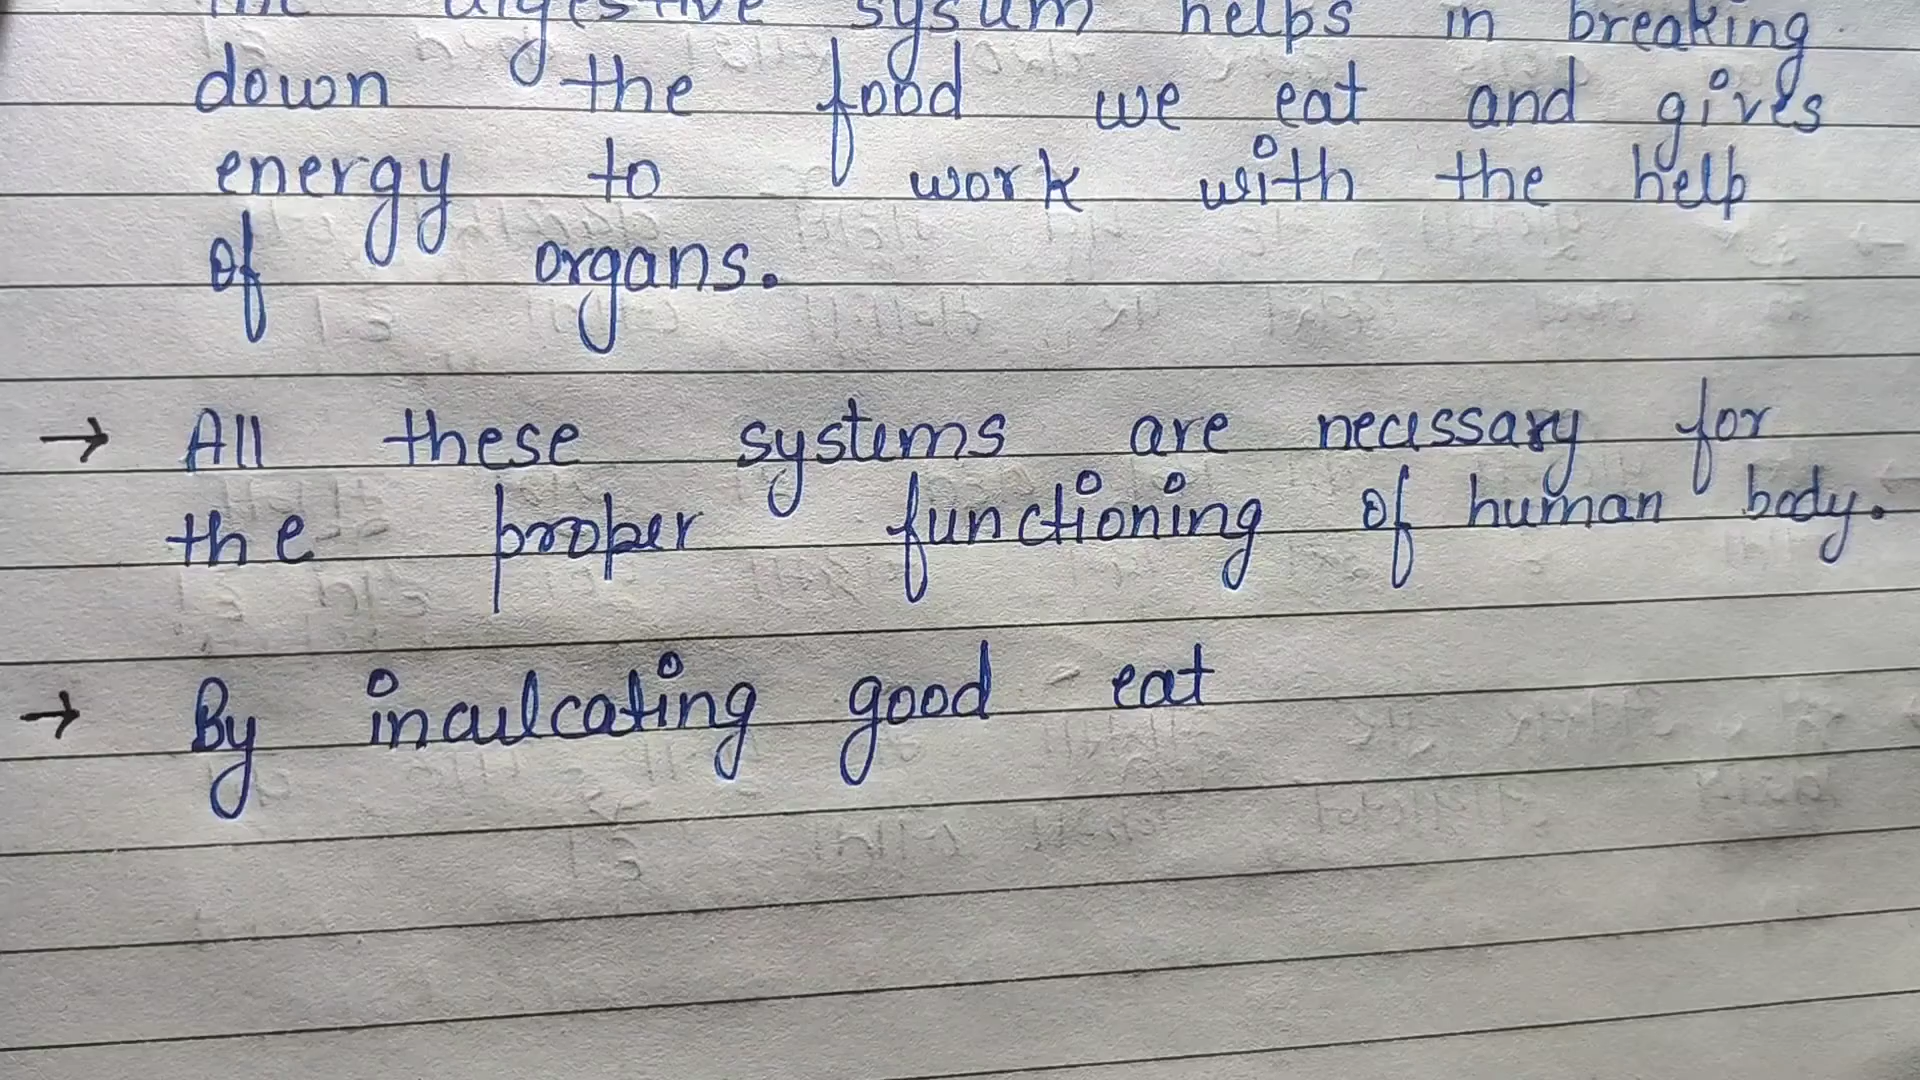 The digestive system helps in breaking
down the food we eat and gives
energy to work with the help
of organs.
→ All these systems are necessary for
the proper functioning of human body.
→ By inculcating good eat